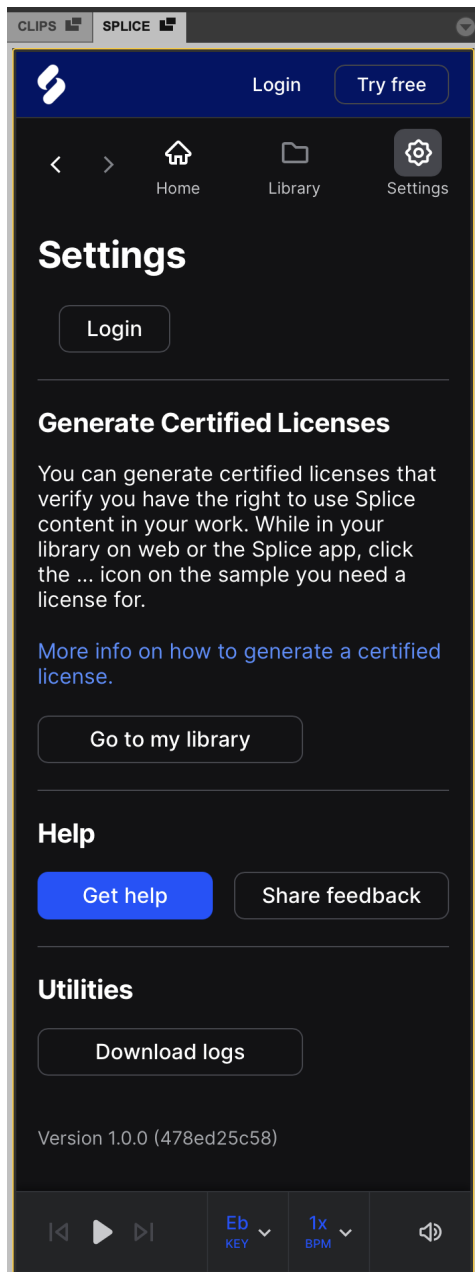 CLIPS
SPLICE
Login
Try free
Home
Library
Settings
Settings
Login
Generate Certified Licenses
You can generate certified licenses that
verify you have the right to use Splice
content in your work. While in your
library on web or the Splice app, click
the ... icon on the sample you need a
license for.
More info on how to generate a certified
license.
Go to my library
Help
Get help
Share feedback
Utilities
Download logs
Version 1.0.0 (478ed25c58)
Eb
KEY
1x
BPM